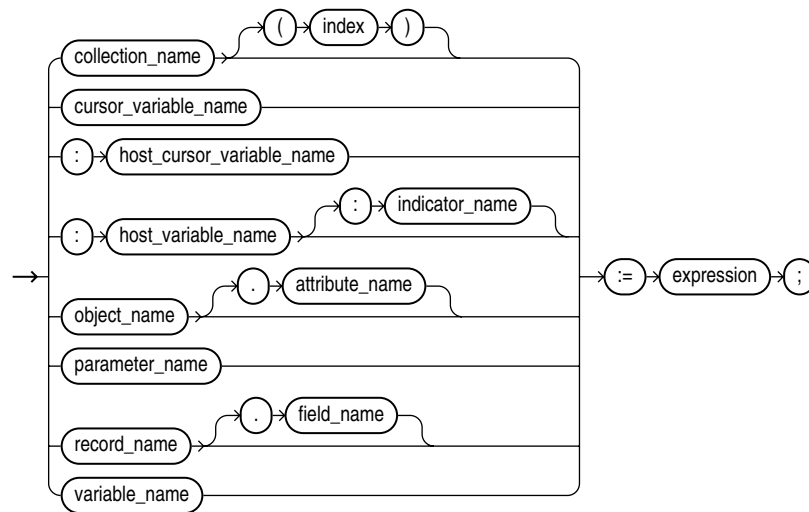 ( index )
collection_name
cursor_variable_name
: host_cursor_variable_name
: indicator_name
: host_variable_name
:= expression ;
. attribute_name
object_name
parameter_name
. field_name
record_name
variable_name